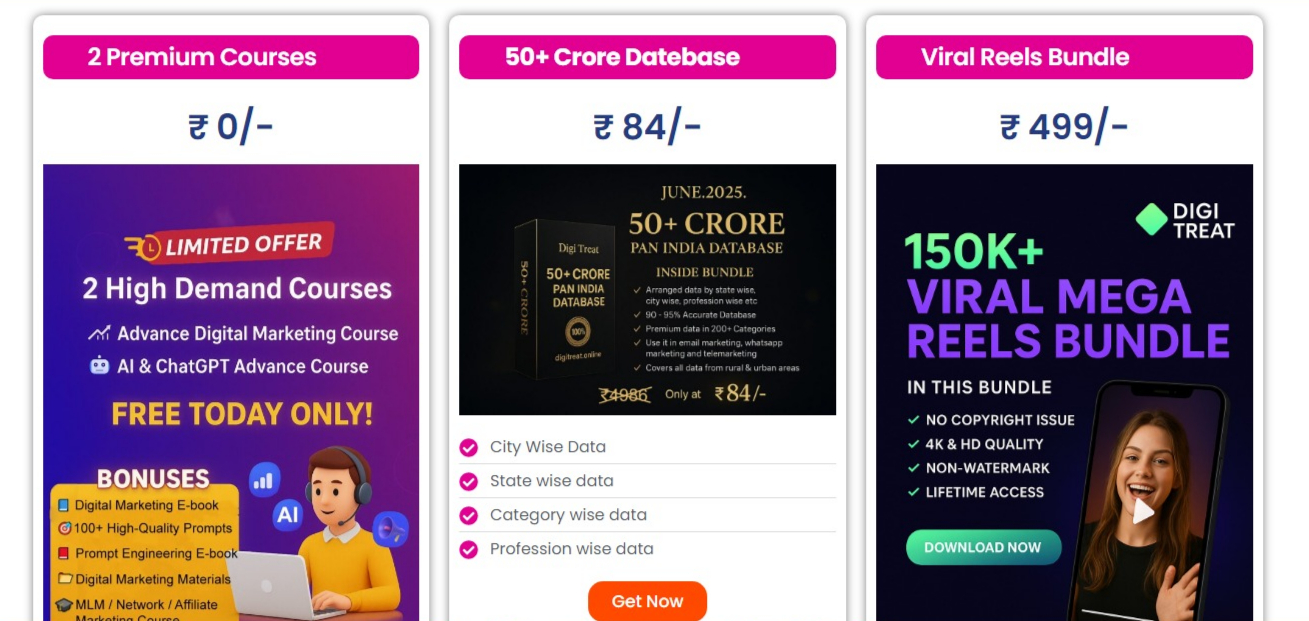 2 Premium Courses
₹ 0/-
LIMITED OFFER
2 High Demand Courses
Advance Digital Marketing Course
AI & ChatGPT Advance Course
FREE TODAY ONLY!
BONUSES
Digital Marketing E-book
100+ High-Quality Prompts
Prompt Engineering E-book
Digital Marketing Materials
MLM / Network / Affiliate
Marketing Course
AI
50+ Crore Datebase
₹ 84/-
JUNE.2025.
50+ CRORE
PAN INDIA DATABASE
INSIDE BUNDLE
Arranged data by state wise,
city wise, profession wise etc
90 - 95% Accurate Database
Premium data in 200+ Categories
Use it in email marketing, whatsapp
marketing and telemarketing
Covers all data from rural & urban areas
₹4986 Only at ₹84/-
50+ CRORE
Digi Treat
50+ CRORE
PAN INDIA
DATABASE
100%
digitreat.online
City Wise Data
State wise data
Category wise data
Profession wise data
Get Now
Viral Reels Bundle
₹ 499/-
DIGI
TREAT
150K+
VIRAL MEGA
REELS BUNDLE
IN THIS BUNDLE
NO COPYRIGHT ISSUE
4K & HD QUALITY
NON-WATERMARK
LIFETIME ACCESS
DOWNLOAD NOW